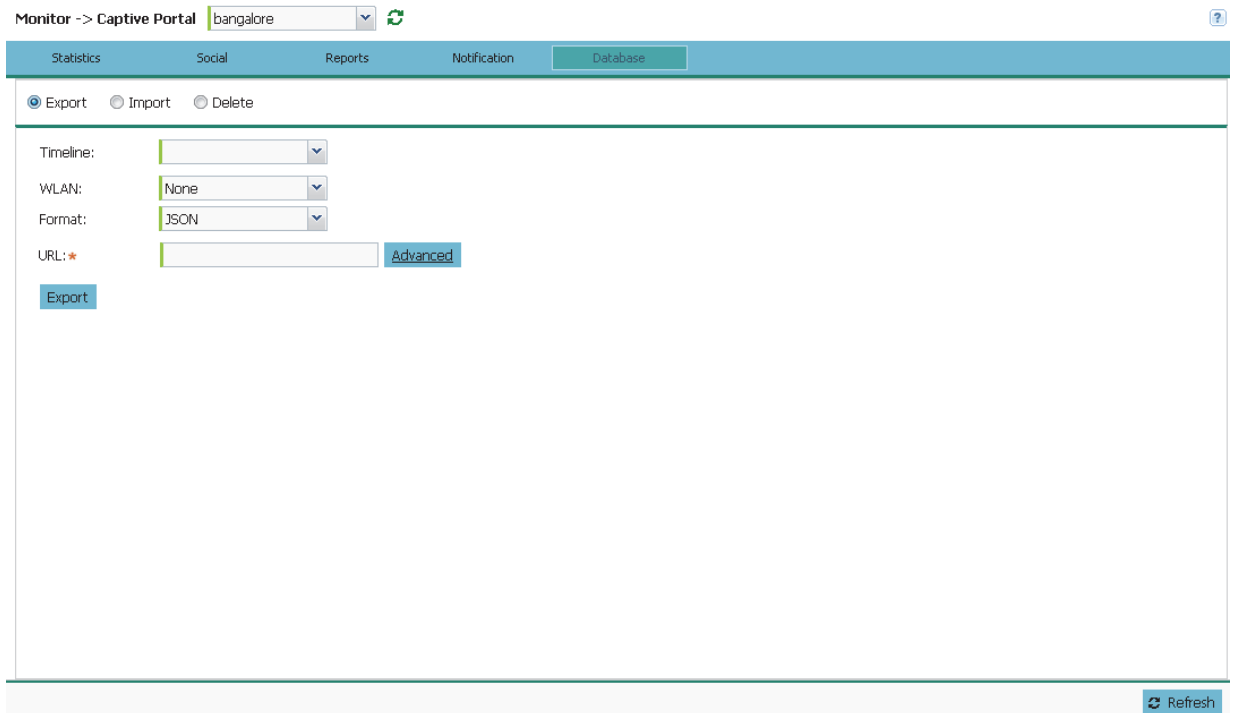 Monitor -> Captive Portal bangalore ?
Statistics Social Reports Notification Database
Export Import Delete
Timeline:
WLAN: None
Format: JSON
URL:* Advanced
Export
Refresh